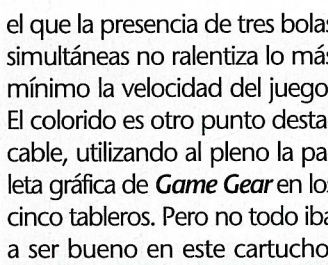 el que la presencia de tres bolas
simultáneas no ralentiza lo más
mínimo la velocidad del juego
El colorido es otro punto desta
cable, utilizando al pleno la pa
leta gráfica de Game Gear en los
cinco tableros. Pero no todo iba
a ser bueno en este cartucho